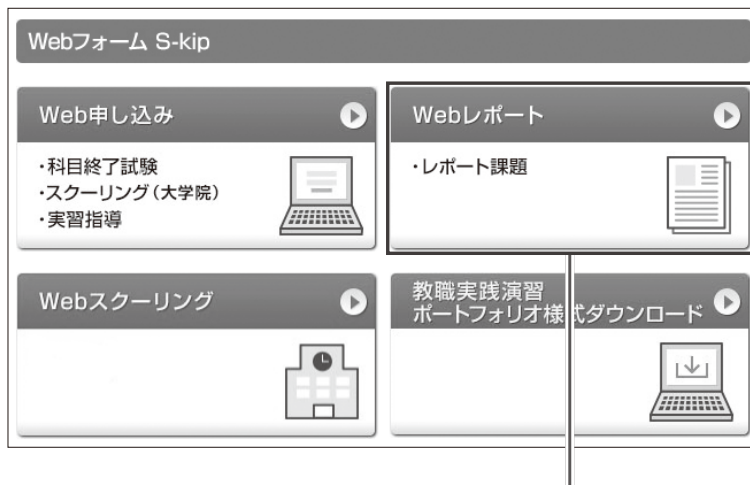 Webフォーム S-kip
Web申し込み
・科目終了試験
・スクーリング（大学院）
・実習指導
Webレポート
・レポート課題
Webスクーリング
教職実践演習
ポートフォリオ様式ダウンロード